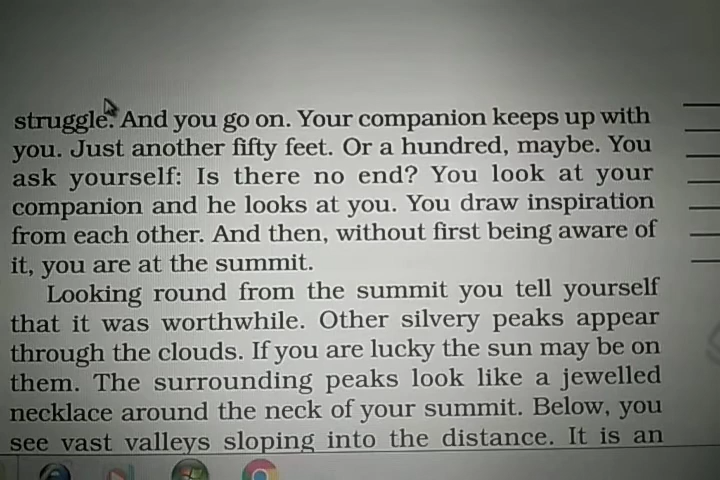 struggle. And you go on. Your companion keeps up with
you. Just another fifty feet. Or a hundred, maybe. You
ask yourself: Is there no end? You look at your
companion and he looks at you. You draw inspiration
from each other. And then, without first being aware of
it, you are at the summit.
Looking round from the summit you tell yourself
that it was worthwhile. Other silvery peaks appear
through the clouds. If you are lucky the sun may be on
them. The surrounding peaks look like a jewelled
necklace around the neck of your summit. Below, you
see vast valleys sloping into the distance. It is an